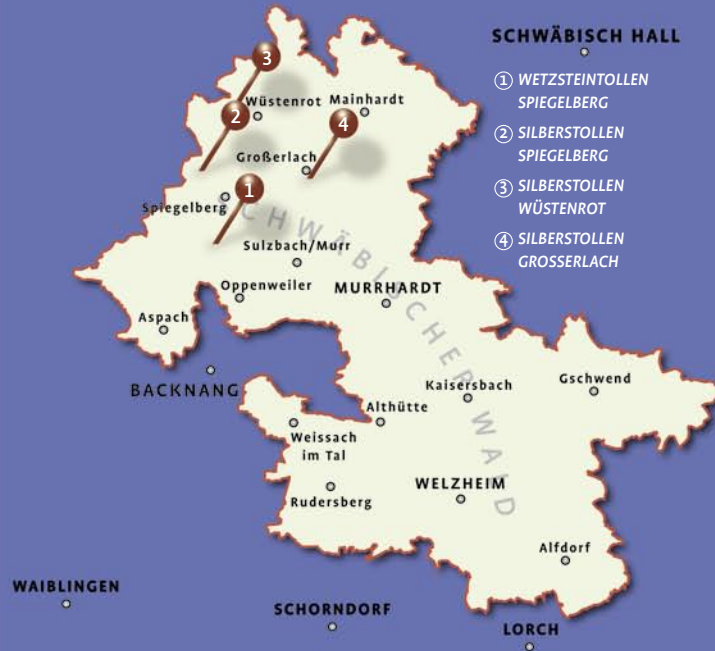 SCHWÄBISCH HALL
① WETZSTEINTOLLEN
SPIEGELBERG
② SILBERSTOLLEN
SPIEGELBERG
③ SILBERSTOLLEN
WÜSTENROT
④ SILBERSTOLLEN
GROSSERLACH
3
2
Wüstenrot
Mainhardt
4
Großerlach
1
Spiegelberg
SCHWÄBISCHER WALD
Sulzbach/Murr
Oppenweiler
MURRHARDT
Aspach
BACKNANG
Kaisersbach
Gschwend
Althütte
Weissach
im Tal
Rudersberg
WELZHEIM
Alfdorf
WAIBLINGEN
SCHORNDORF
LORCH